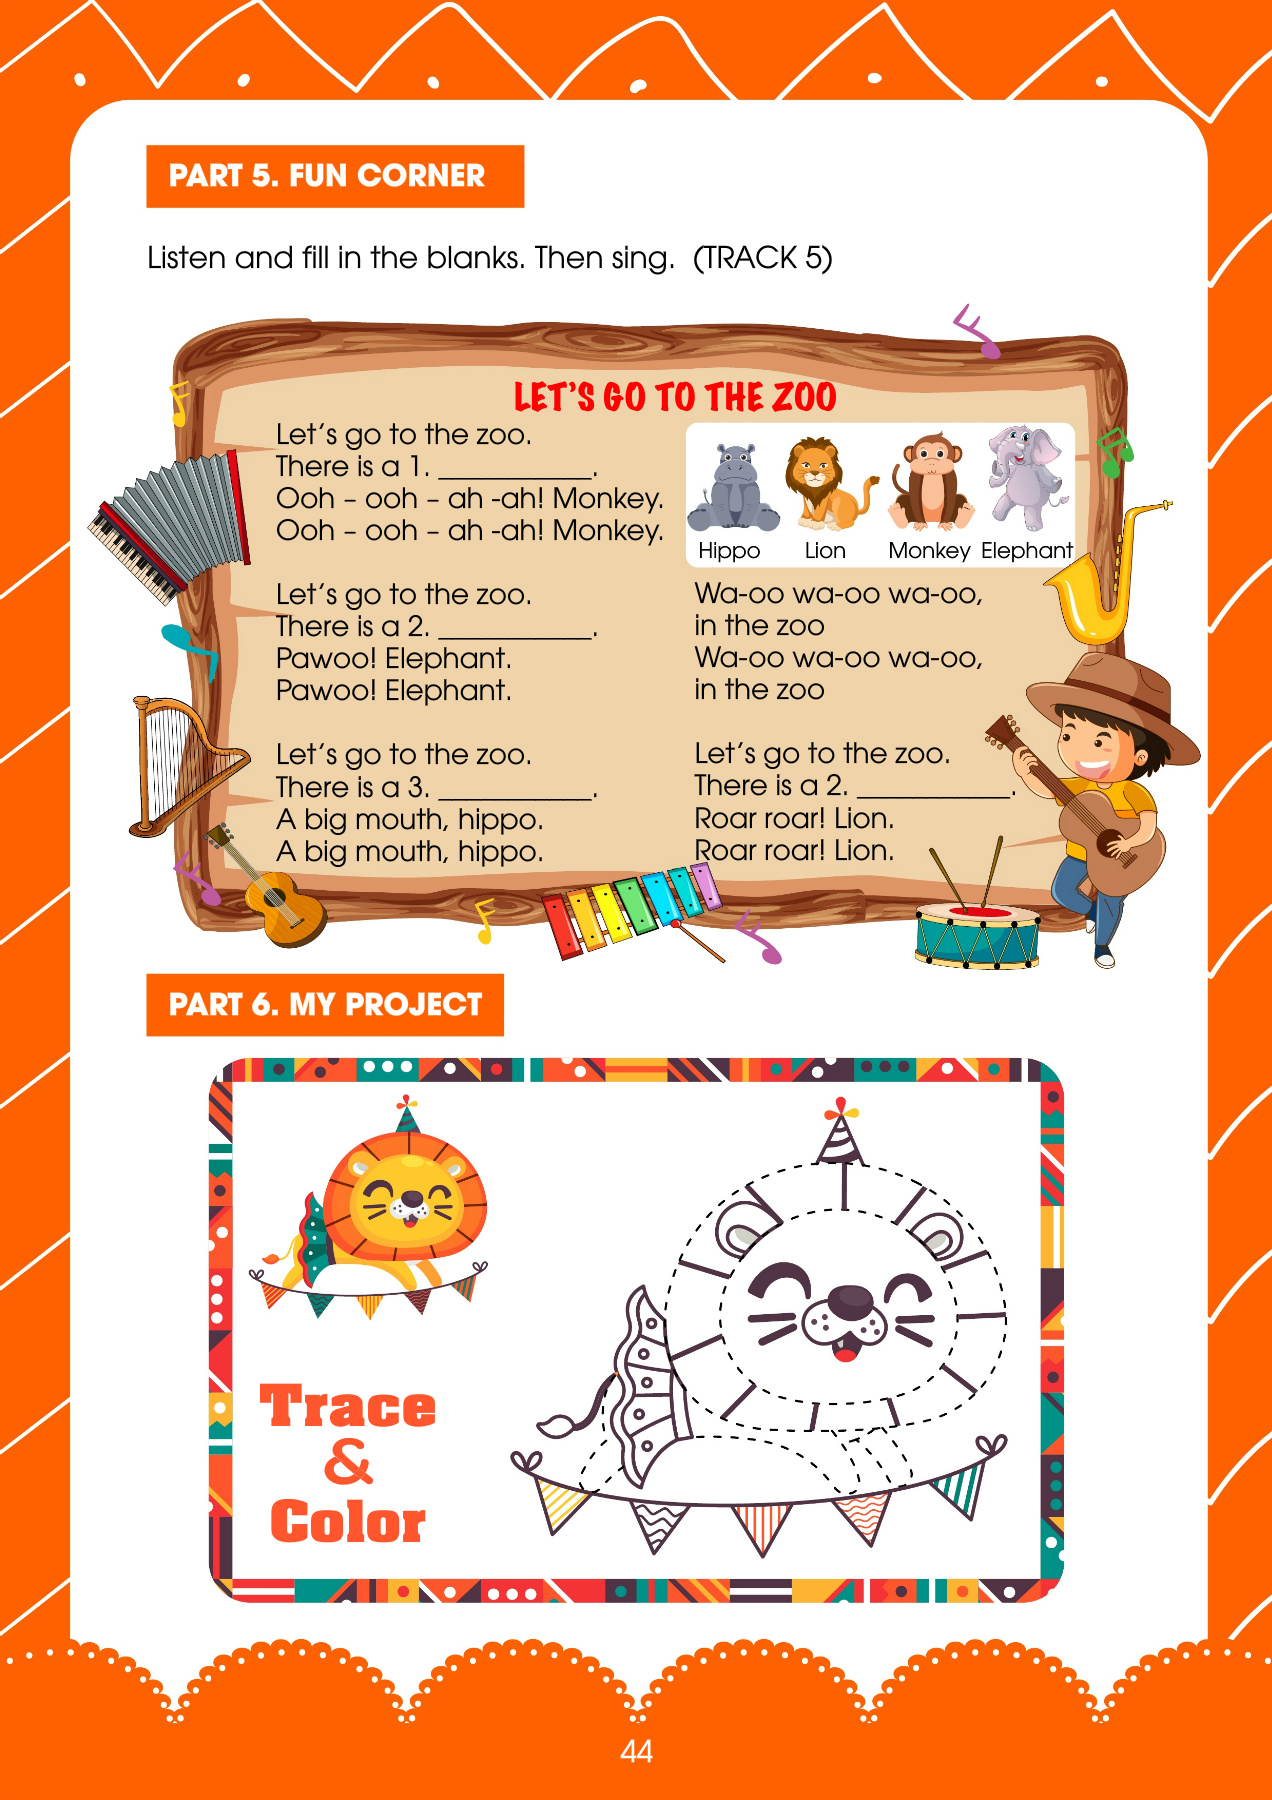 PART 5. FUN CORNER
Listen and fill in the blanks. Then sing. (TRACK 5)
LET'S GO TO THE ZOO
Let's go to the zoo.
There is a 1. ___________.
Ooh – ooh – ah -ah! Monkey.
Ooh – ooh – ah -ah! Monkey.
Let's go to the zoo.
There is a 2. ___________.
Pawoo! Elephant.
Pawoo! Elephant.
Let's go to the zoo.
There is a 3. ___________.
A big mouth, hippo.
A big mouth, hippo.
Hippo Lion Monkey Elephant
Wa-oo wa-oo wa-oo,
in the zoo
Wa-oo wa-oo wa-oo,
in the zoo
Let's go to the zoo.
There is a 2. ___________.
Roar roar! Lion.
Roar roar! Lion.
PART 6. MY PROJECT
Trace
&
Color
44